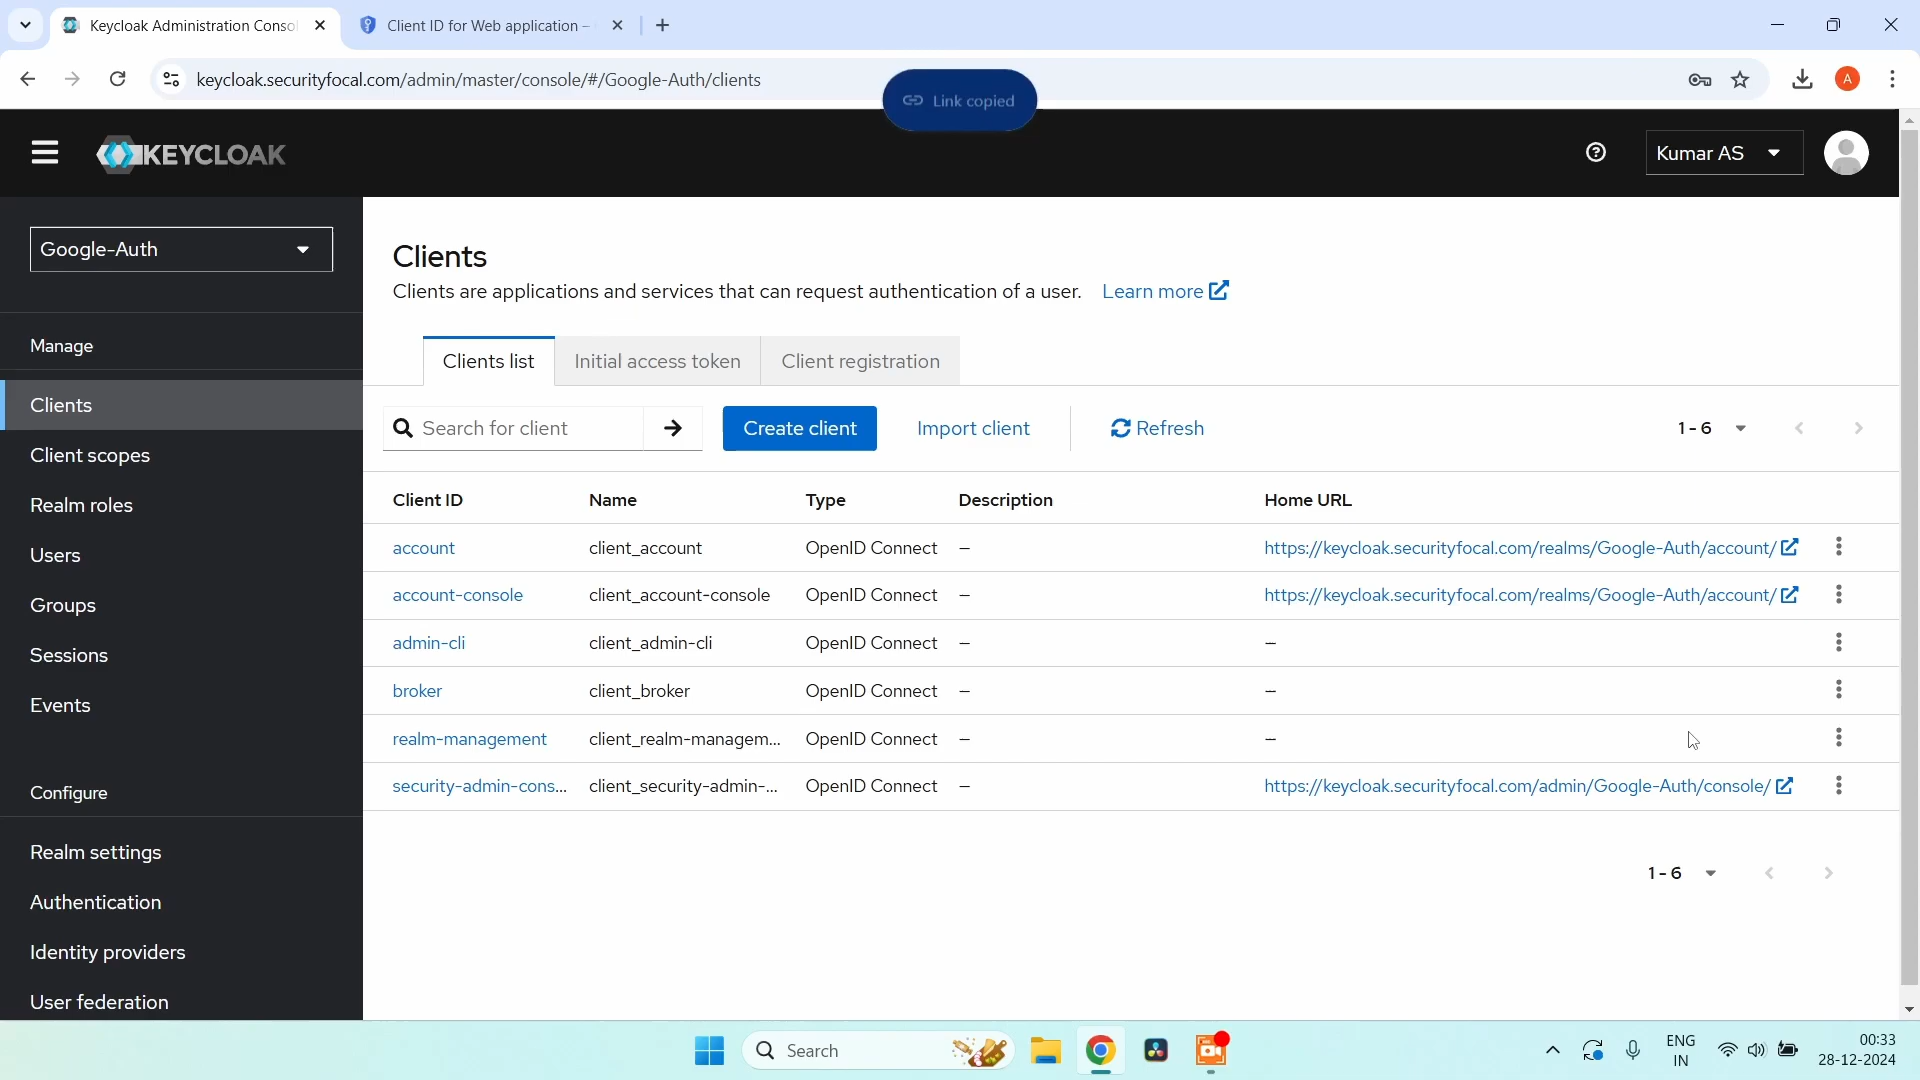 Keycloak Administration Conso
Client ID for Web application –
keycloak.securityfocal.com/admin/master/console/#/Google-Auth/clients
A
Link copied
KEYCLOAK
Kumar AS
Google-Auth
Manage
Clients
Client scopes
Realm roles
Users
Groups
Sessions
Events
Configure
Realm settings
Authentication
Identity providers
User federation
Clients
Clients are applications and services that can request authentication of a user. Learn more
Clients list Initial access token Client registration
Search for client Create client Import client Refresh 1 - 6
Client ID Name Type Description Home URL
account client_account OpenID Connect – https://keycloak.securityfocal.com/realms/Google-Auth/account/
account-console client_account-console OpenID Connect – https://keycloak.securityfocal.com/realms/Google-Auth/account/
admin-cli client_admin-cli OpenID Connect – –
broker client_broker OpenID Connect – –
realm-management client_realm-managem... OpenID Connect – –
security-admin-cons... client_security-admin-... OpenID Connect – https://keycloak.securityfocal.com/admin/Google-Auth/console/
1 - 6
Search
ENG
IN
00:33
28-12-2024